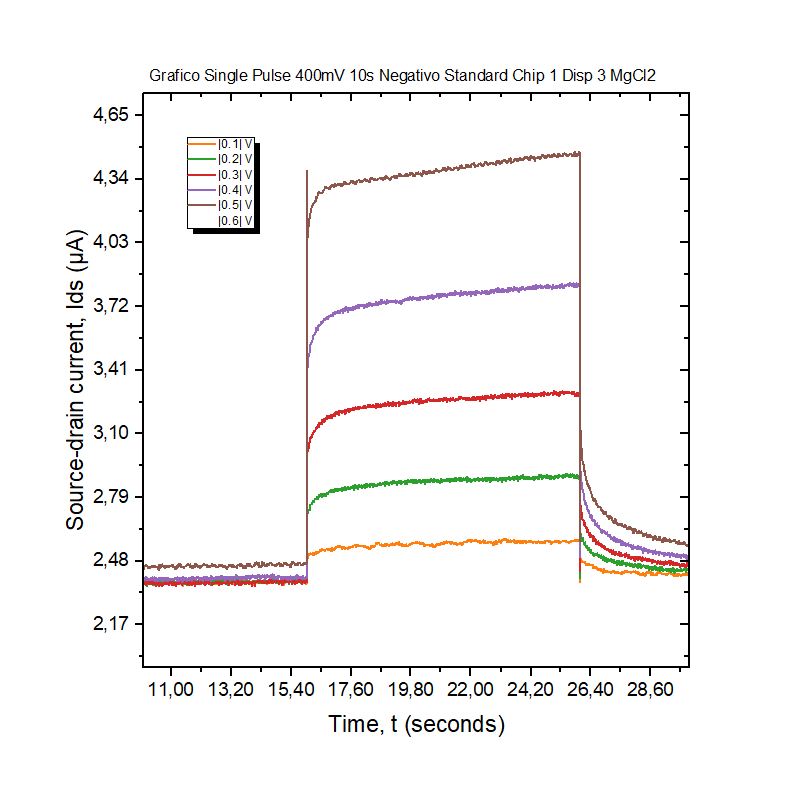 Grafico Single Pulse 400mV 10s Negativo Standard Chip 1 Disp 3 MgCl2
4,65
4,34
4,03
3,72
3,41
3,10
2,79
2,48
2,17
|0.1| V
|0.2| V
|0.3| V
|0.4| V
|0.5| V
|0.6| V
Source-drain current, Ids (µA)
11,00 13,20 15,40 17,60 19,80 22,00 24,20 26,40 28,60
Time, t (seconds)